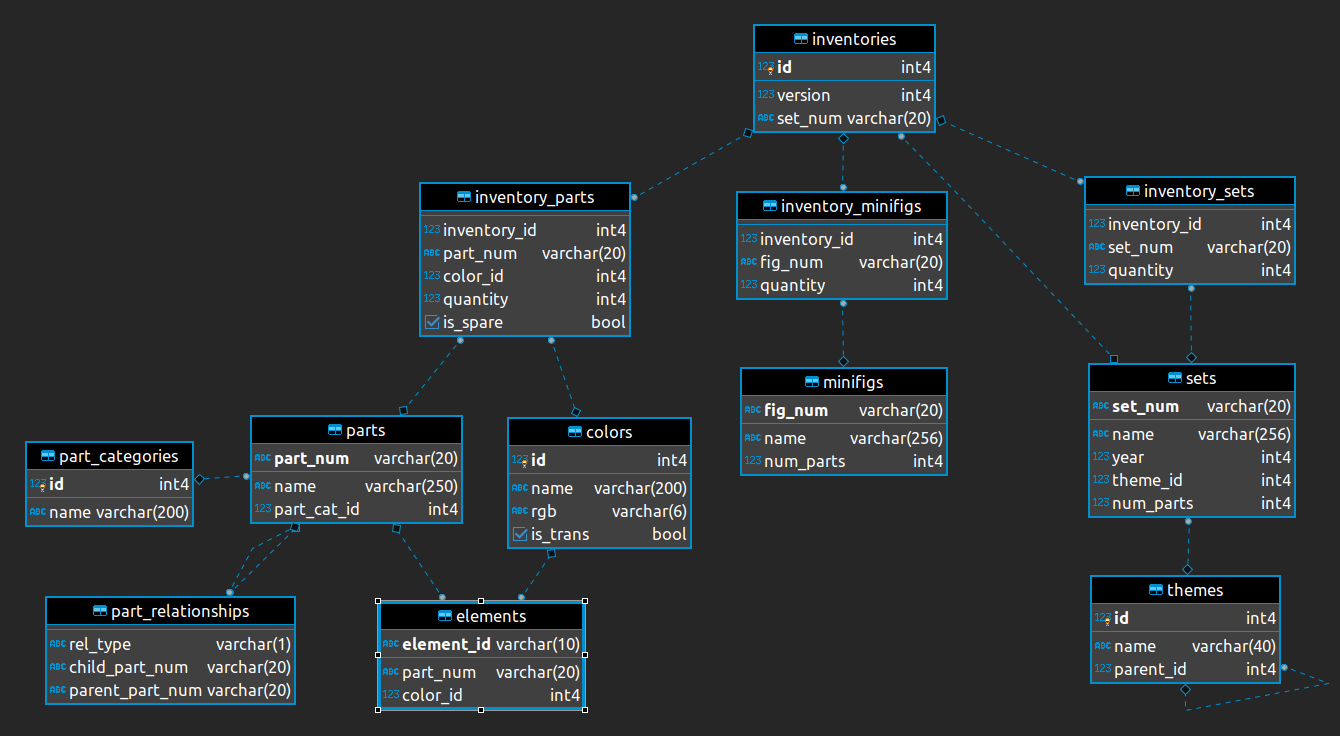 inventories
123 id int4
123 version int4
ABC set_num varchar(20)
inventory_parts
123 inventory_id int4
ABC part_num varchar(20)
123 color_id int4
123 quantity int4
is_spare bool
inventory_minifigs
123 inventory_id int4
ABC fig_num varchar(20)
123 quantity int4
inventory_sets
123 inventory_id int4
ABC set_num varchar(20)
123 quantity int4
minifigs
ABC fig_num varchar(20)
ABC name varchar(256)
123 num_parts int4
sets
ABC set_num varchar(20)
ABC name varchar(256)
123 year int4
123 theme_id int4
123 num_parts int4
part_categories
123 id int4
ABC name varchar(200)
parts
ABC part_num varchar(20)
ABC name varchar(250)
123 part_cat_id int4
colors
123 id int4
ABC name varchar(200)
ABC rgb varchar(6)
is_trans bool
part_relationships
ABC rel_type varchar(1)
ABC child_part_num varchar(20)
ABC parent_part_num varchar(20)
elements
ABC element_id varchar(10)
ABC part_num varchar(20)
123 color_id int4
themes
123 id int4
ABC name varchar(40)
123 parent_id int4